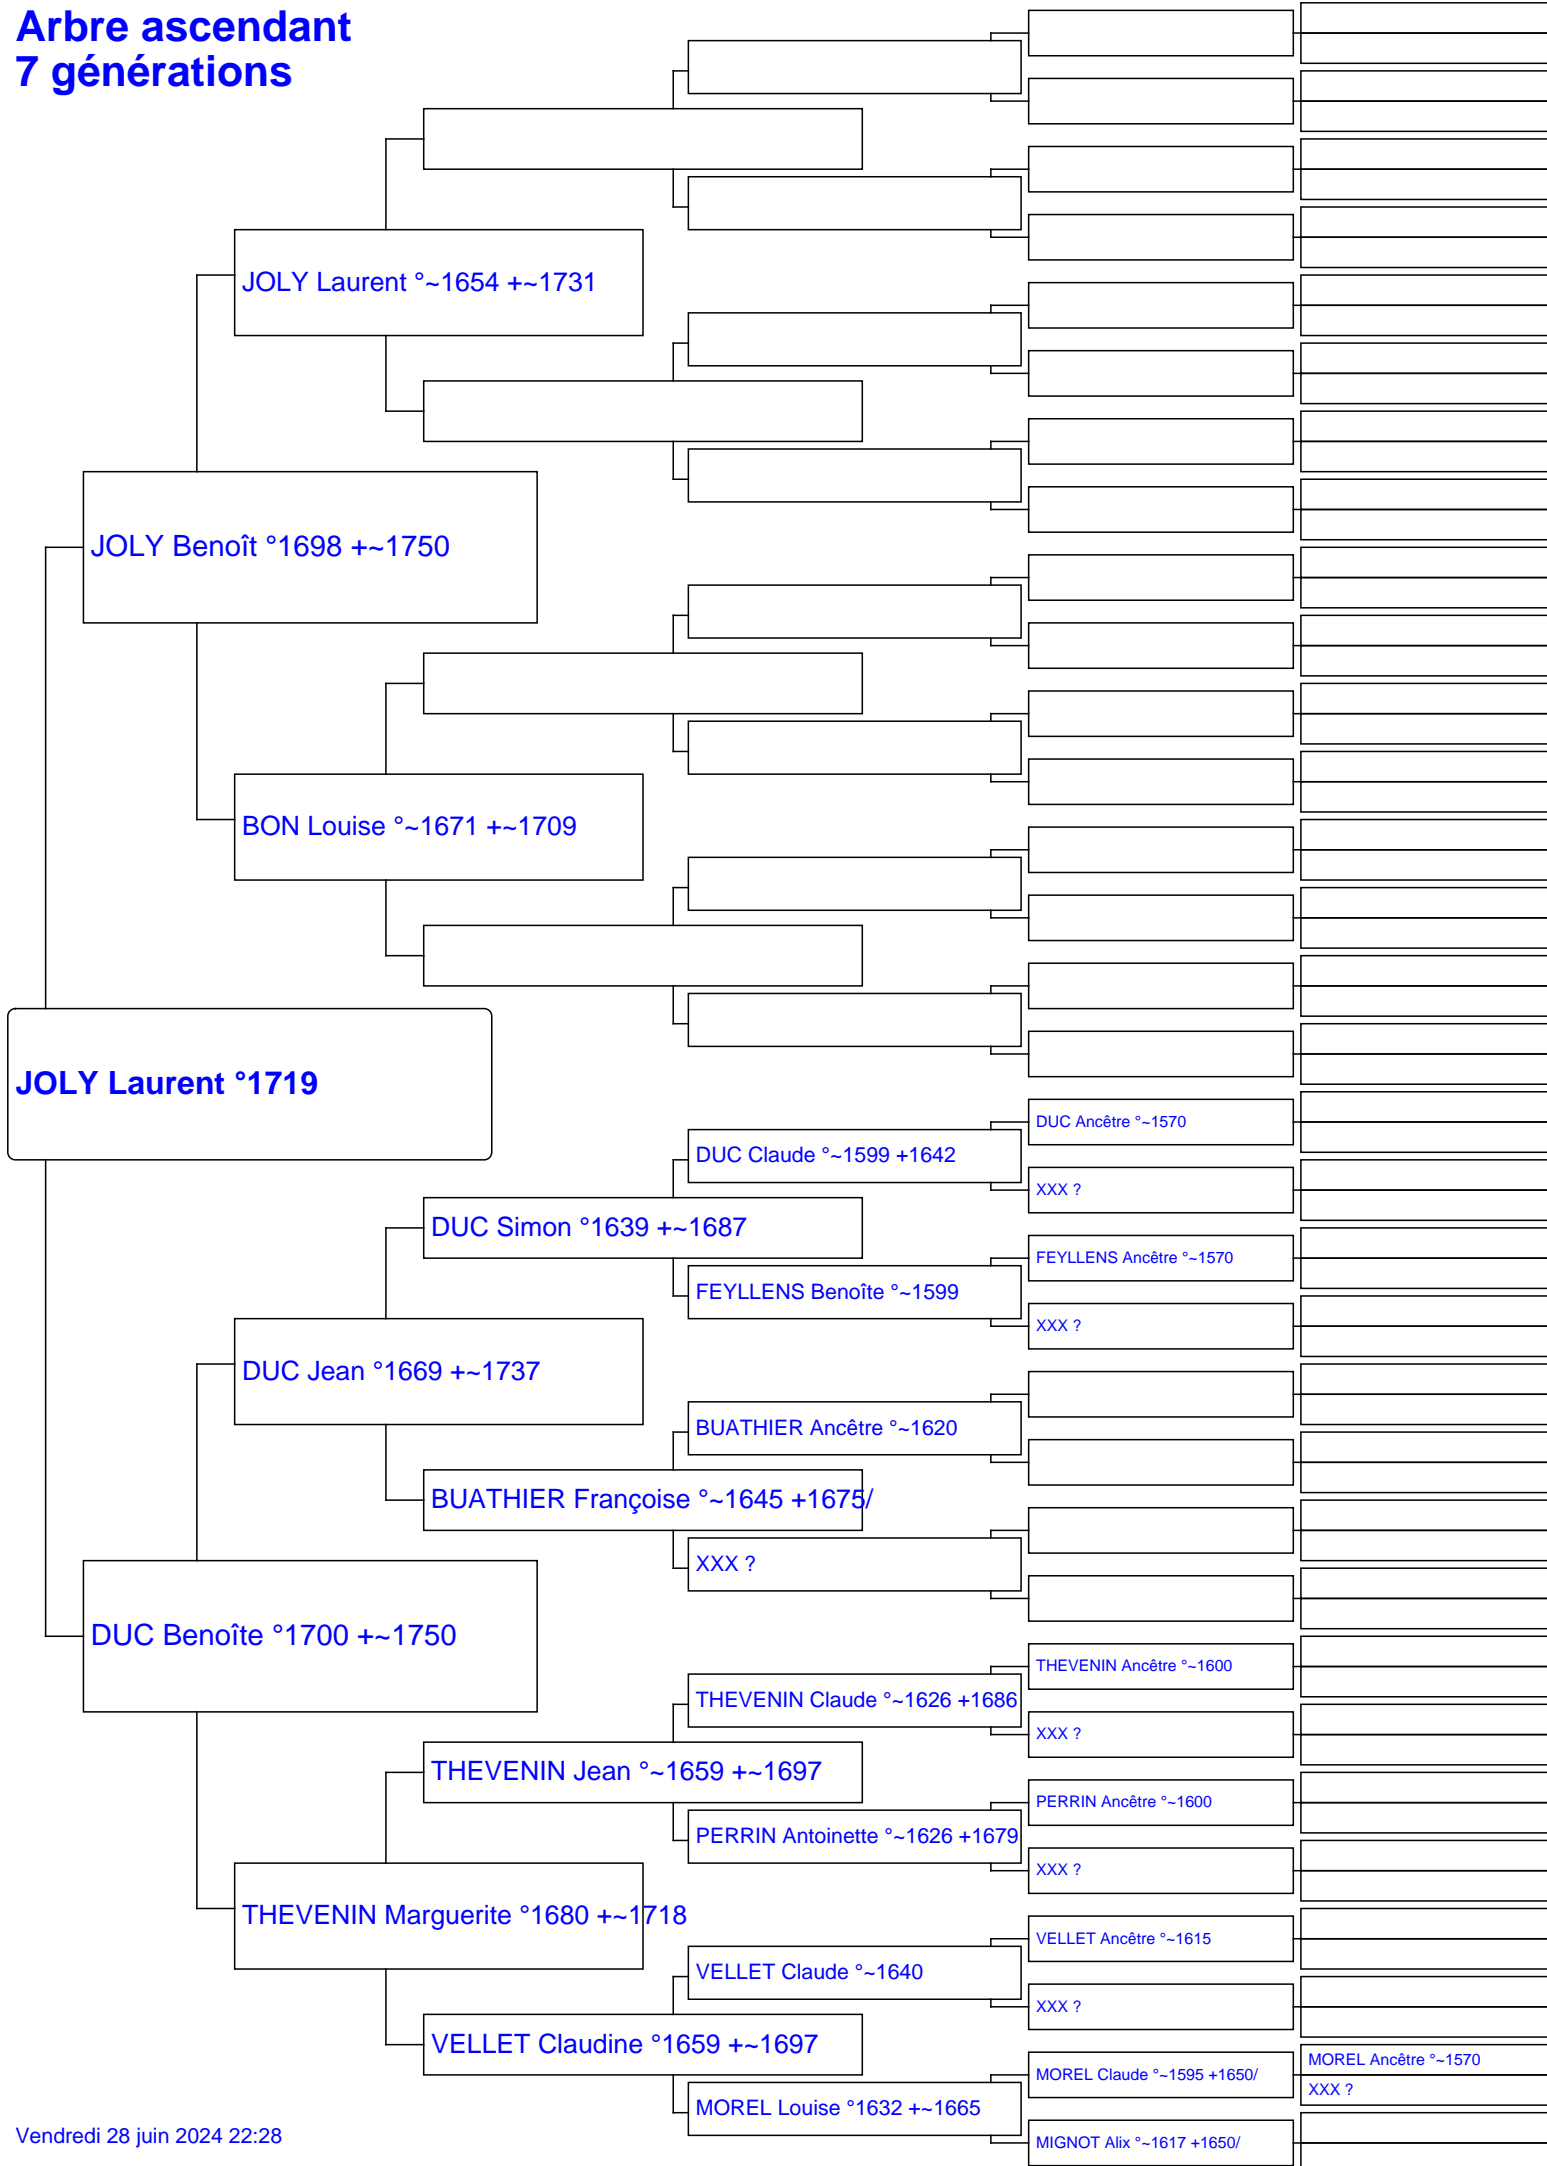 Arbre ascendant
7 générations
JOLY Laurent °~1654 +~1731
JOLY Benoît °1698 +~1750
BON Louise °~1671 +~1709
JOLY Laurent °1719
DUC Ancêtre °~1570
DUC Claude °~1599 +1642
XXX ?
DUC Simon °1639 +~1687
FEYLLENS Ancêtre °~1570
FEYLLENS Benoîte °~1599
XXX ?
DUC Jean °1669 +~1737
BUATHIER Ancêtre °~1620
BUATHIER Françoise °~1645 +1675/
XXX ?
DUC Benoîte °1700 +~1750
THEVENIN Ancêtre °~1600
THEVENIN Claude °~1626 +1686
XXX ?
THEVENIN Jean °~1659 +~1697
PERRIN Ancêtre °~1600
PERRIN Antoinette °~1626 +1679
XXX ?
THEVENIN Marguerite °1680 +~1718
VELLET Ancêtre °~1615
VELLET Claude °~1640
XXX ?
VELLET Claudine °1659 +~1697
MOREL Ancêtre °~1570
MOREL Claude °~1595 +1650/
XXX ?
MOREL Louise °1632 +~1665
MIGNOT Alix °~1617 +1650/
Vendredi 28 juin 2024 22:28